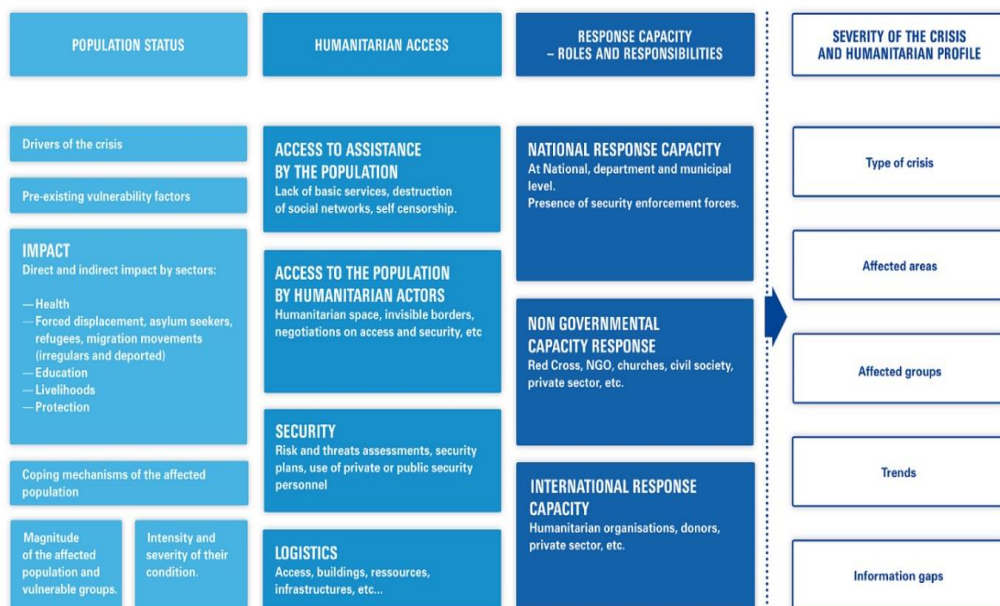 POPULATION STATUS
HUMANITARIAN ACCESS
RESPONSE CAPACITY
– ROLES AND RESPONSIBILITIES
SEVERITY OF THE CRISIS
AND HUMANITARIAN PROFILE
Drivers of the crisis
Pre-existing vulnerability factors
IMPACT
Direct and indirect impact by sectors:
— Health
— Forced displacement, asylum seekers,
refugees, migration movements
(irregulars and deported)
— Education
— Livelihoods
— Protection
Coping mechanisms of the affected
population
Magnitude
of the affected
population and
vulnerable groups.
Intensity and
severity of their
condition.
ACCESS TO ASSISTANCE
BY THE POPULATION
Lack of basic services, destruction
of social networks, self censorship.
ACCESS TO THE POPULATION
BY HUMANITARIAN ACTORS
Humanitarian space, invisible borders,
negotiations on access and security, etc
SECURITY
Risk and threats assessments, security
plans, use of private or public security
personnel
LOGISTICS
Access, buildings, ressources,
infrastructures, etc...
NATIONAL RESPONSE CAPACITY
At National, department and municipal
level.
Presence of security enforcement forces.
NON GOVERNMENTAL
CAPACITY RESPONSE
Red Cross, NGO, churches, civil society,
private sector, etc.
INTERNATIONAL RESPONSE
CAPACITY
Humanitarian organisations, donors,
private sector, etc.
Type of crisis
Affected areas
Affected groups
Trends
Information gaps